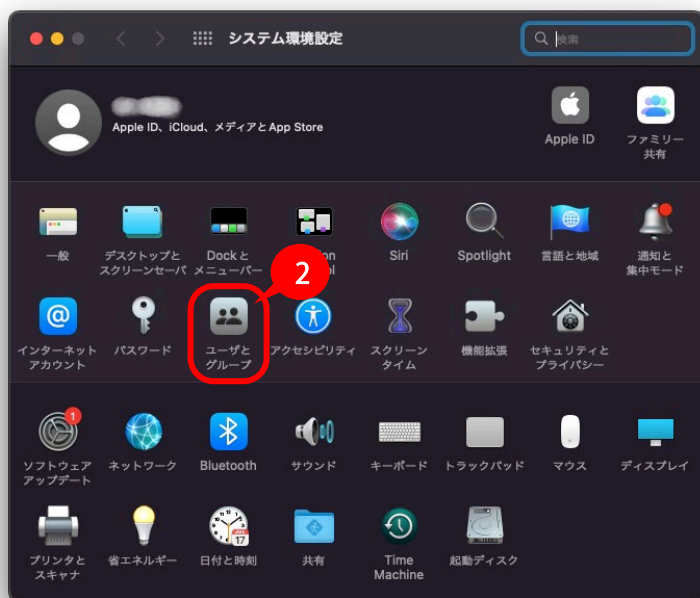 システム環境設定
検索
Apple ID、iCloud、メディアとApp Store
Apple ID
ファミリー
共有
一般
デスクトップと
スクリーンセーバ
Dockと
メニューバー
Siri
Spotlight
言語と地域
通知と
集中モード
2
インターネット
アカウント
パスワード
ユーザと
グループ
アクセシビリティ
スクリーン
タイム
機能拡張
セキュリティと
プライバシー
1
ソフトウェア
アップデート
ネットワーク
Bluetooth
サウンド
キーボード
トラックパッド
マウス
ディスプレイ
プリンタと
スキャナ
省エネルギー
JUL
17
日付と時刻
共有
Time
Machine
起動ディスク